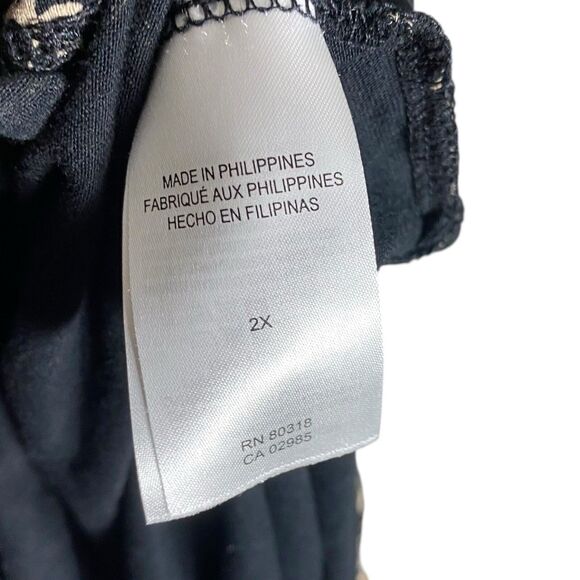 MADE IN PHILIPPINES
FABRIQUÉ AUX PHILIPPINES
HECHO EN FILIPINAS
2X
RN 80318
CA 02985